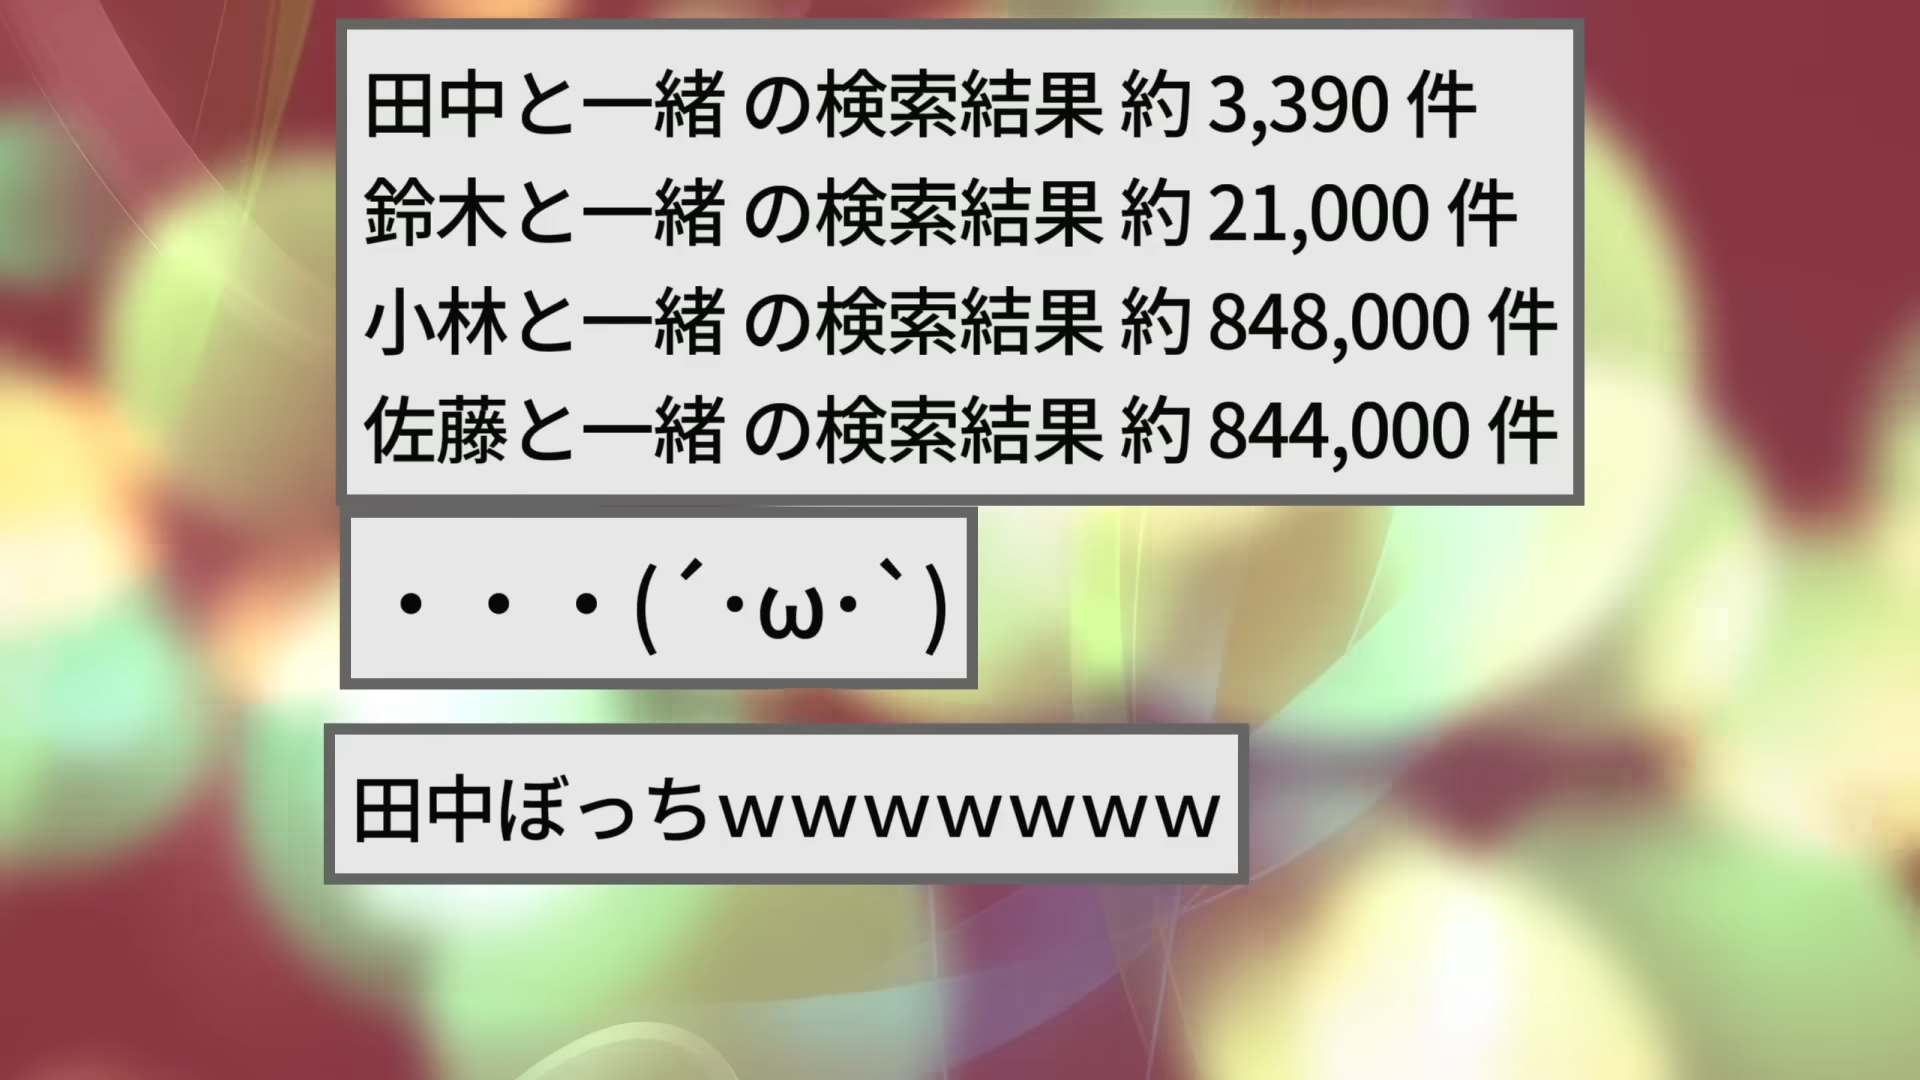 田中と一緒 の検索結果 約 3,390 件
鈴木と一緒 の検索結果 約 21,000 件
小林と一緒 の検索結果 約 848,000 件
佐藤と一緒 の検索結果 約 844,000 件
・・・(´･ω･`)
田中ぼっちｗｗｗｗｗｗｗ